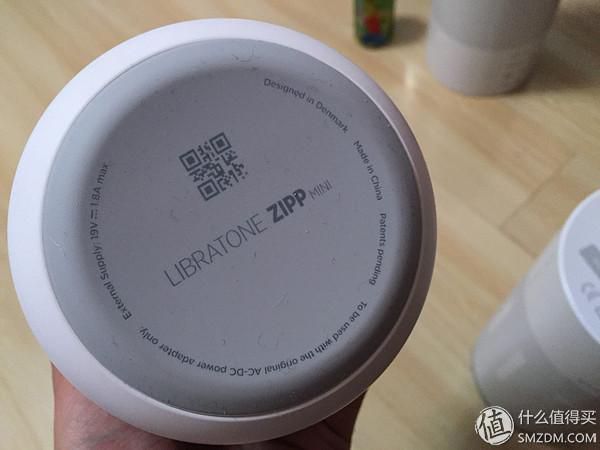 LIBRATONE ZIPP MINI
Designed in Denmark
Made in China
Patents pending
To be used with the original AC-DC power adapter only.
External Supply: 19V ⎓ 1.8A max
CE
值 什么值得买
SMZDM.COM